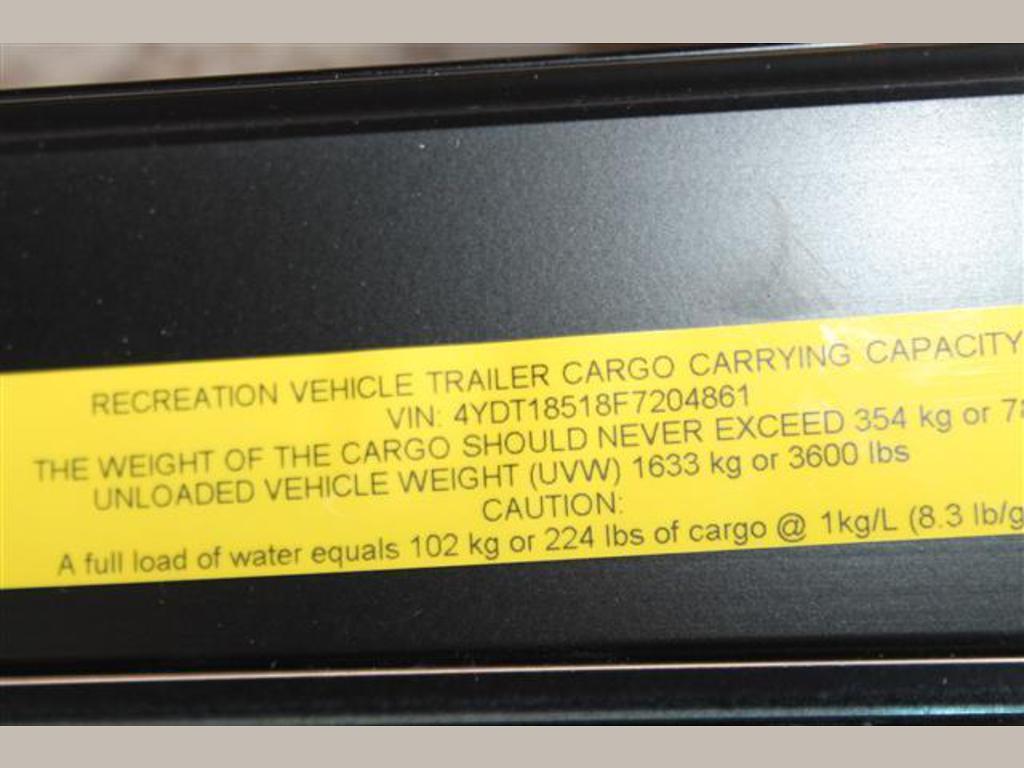 RECREATION VEHICLE TRAILER CARGO CARRYING CAPACITY
VIN: 4YDT18518F7204861
THE WEIGHT OF THE CARGO SHOULD NEVER EXCEED 354 kg or
UNLOADED VEHICLE WEIGHT (UVW) 1633 kg or 3600 lbs
CAUTION:
A full load of water equals 102 kg or 224 lbs of cargo @ 1kg/L (8.3